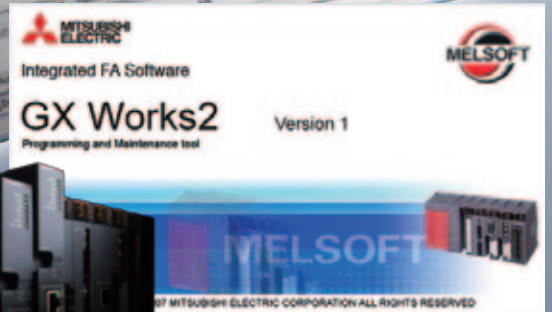 MITSUBISHI
ELECTRIC
MELSOFT
Integrated FA Software
GX Works2
Version 1
Programming and Maintenance tool
MELSOFT
07 MITSUBISHI ELECTRIC CORPORATION ALL RIGHTS RESERVED